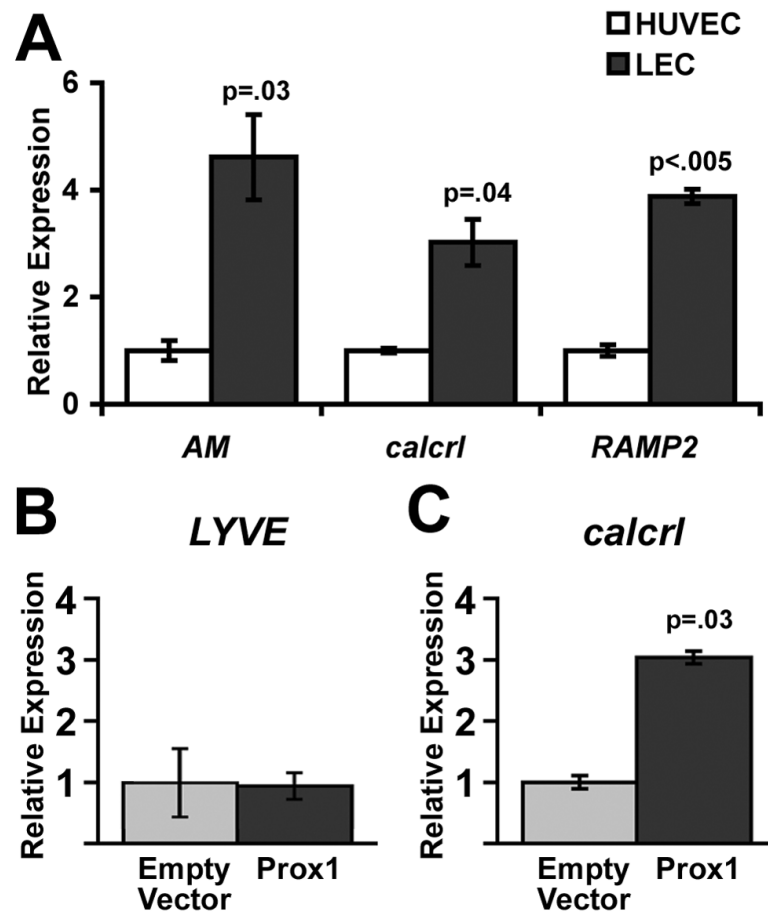 A
HUVEC
LEC
Relative Expression
6
4
2
0
p=.03
p=.04
p<.005
AM calcrl RAMP2
B
LYVE
Relative Expression
4
3
2
1
Empty Vector
Prox1
C
calcrl
Relative Expression
4
3
2
1
p=.03
Empty Vector
Prox1